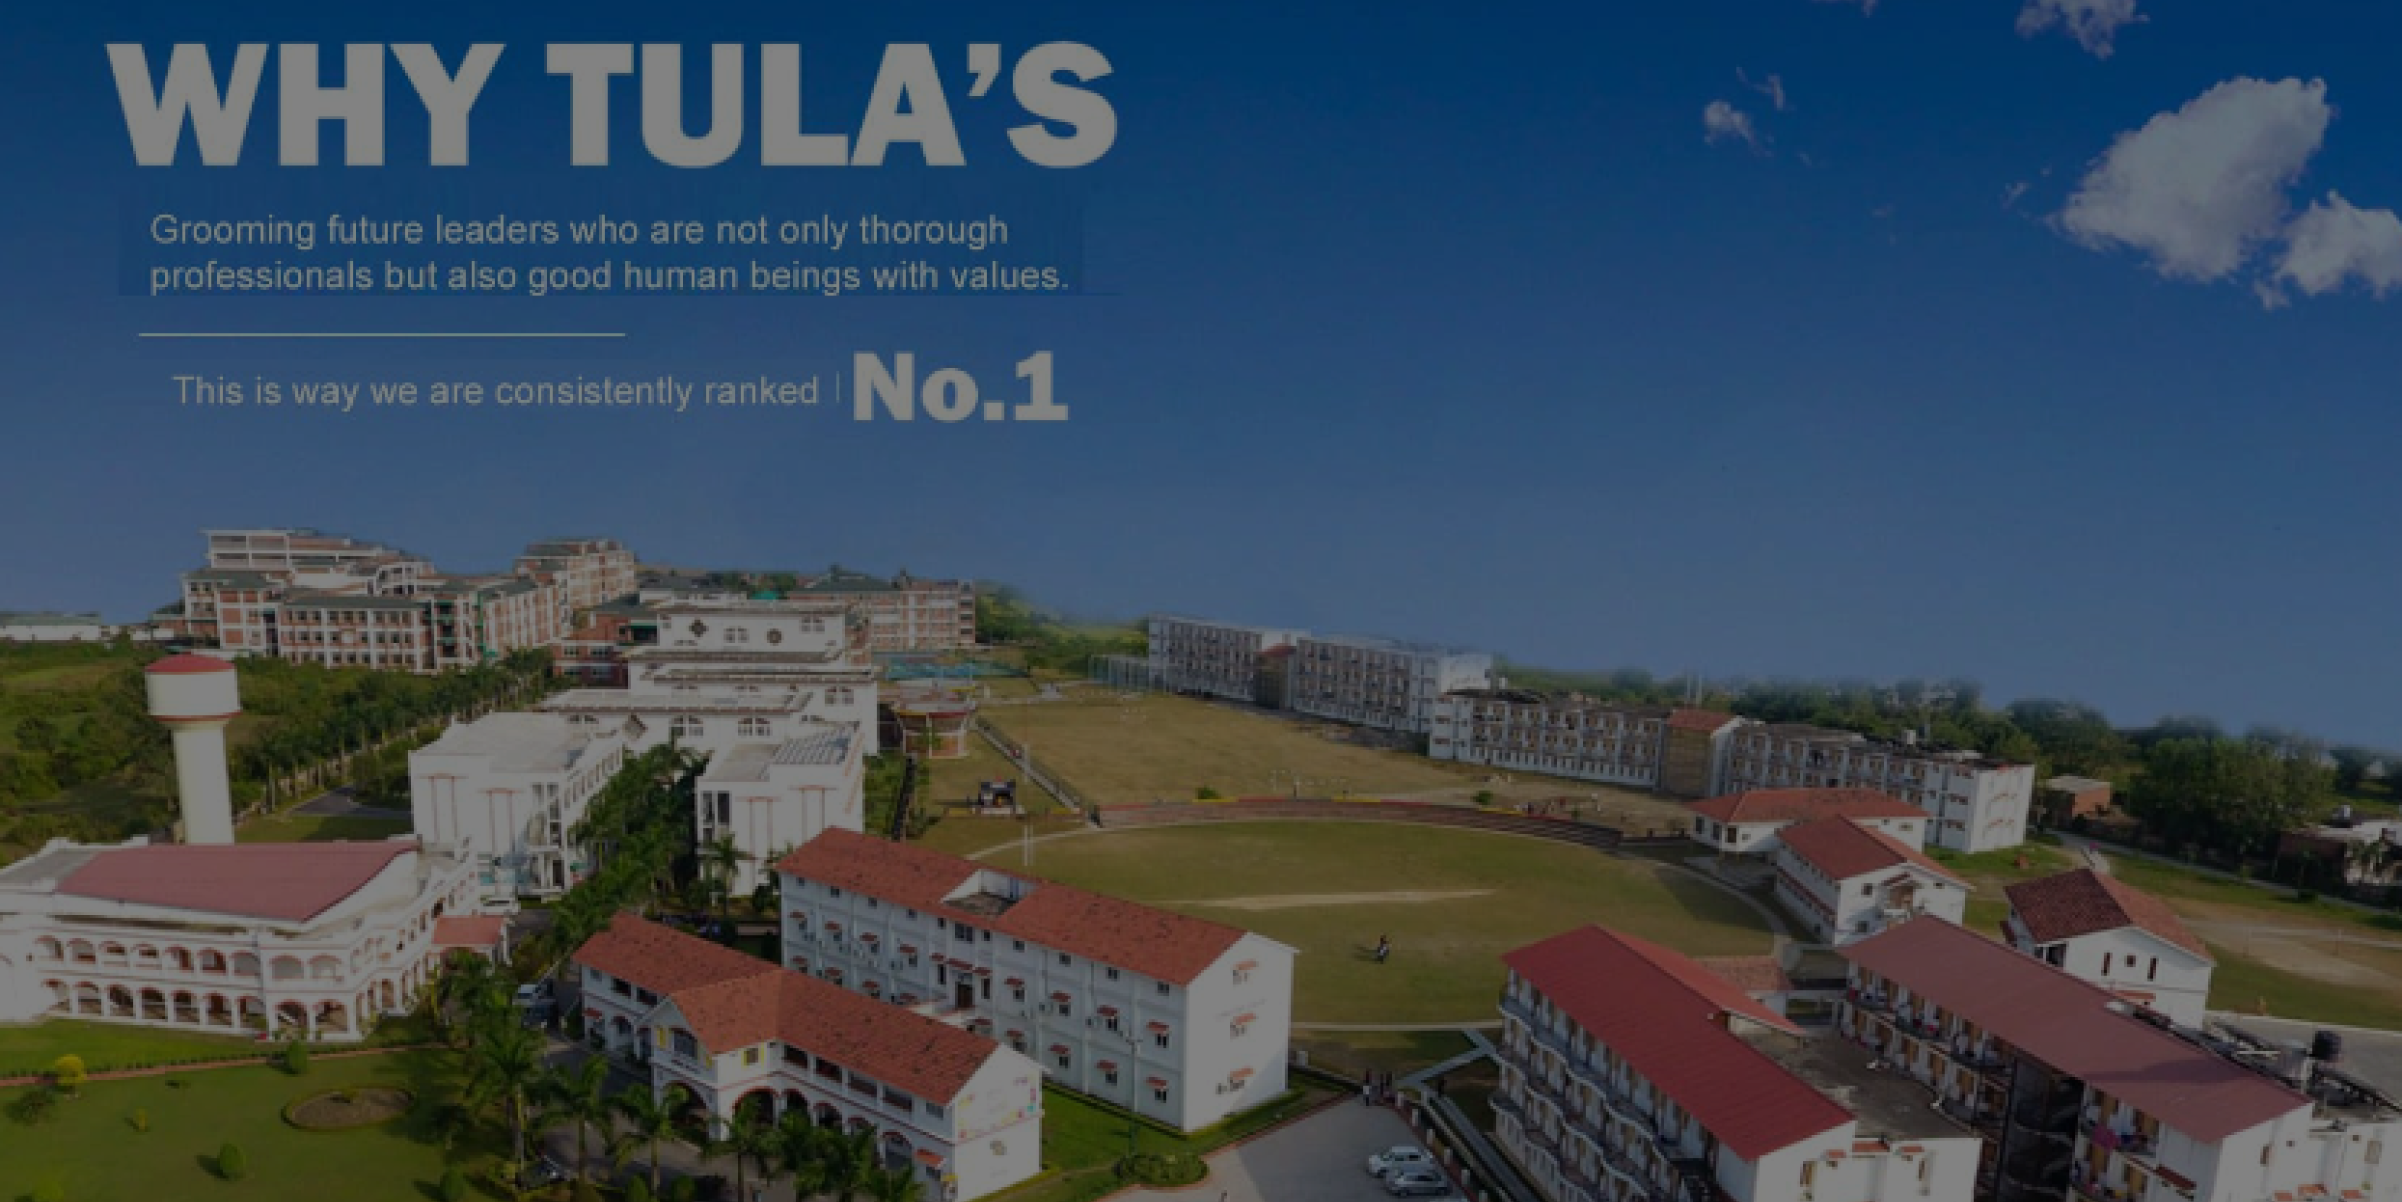 WHY TULA'S
Grooming future leaders who are not only thorough
professionals but also good human beings with values.
This is way we are consistently ranked
No.1